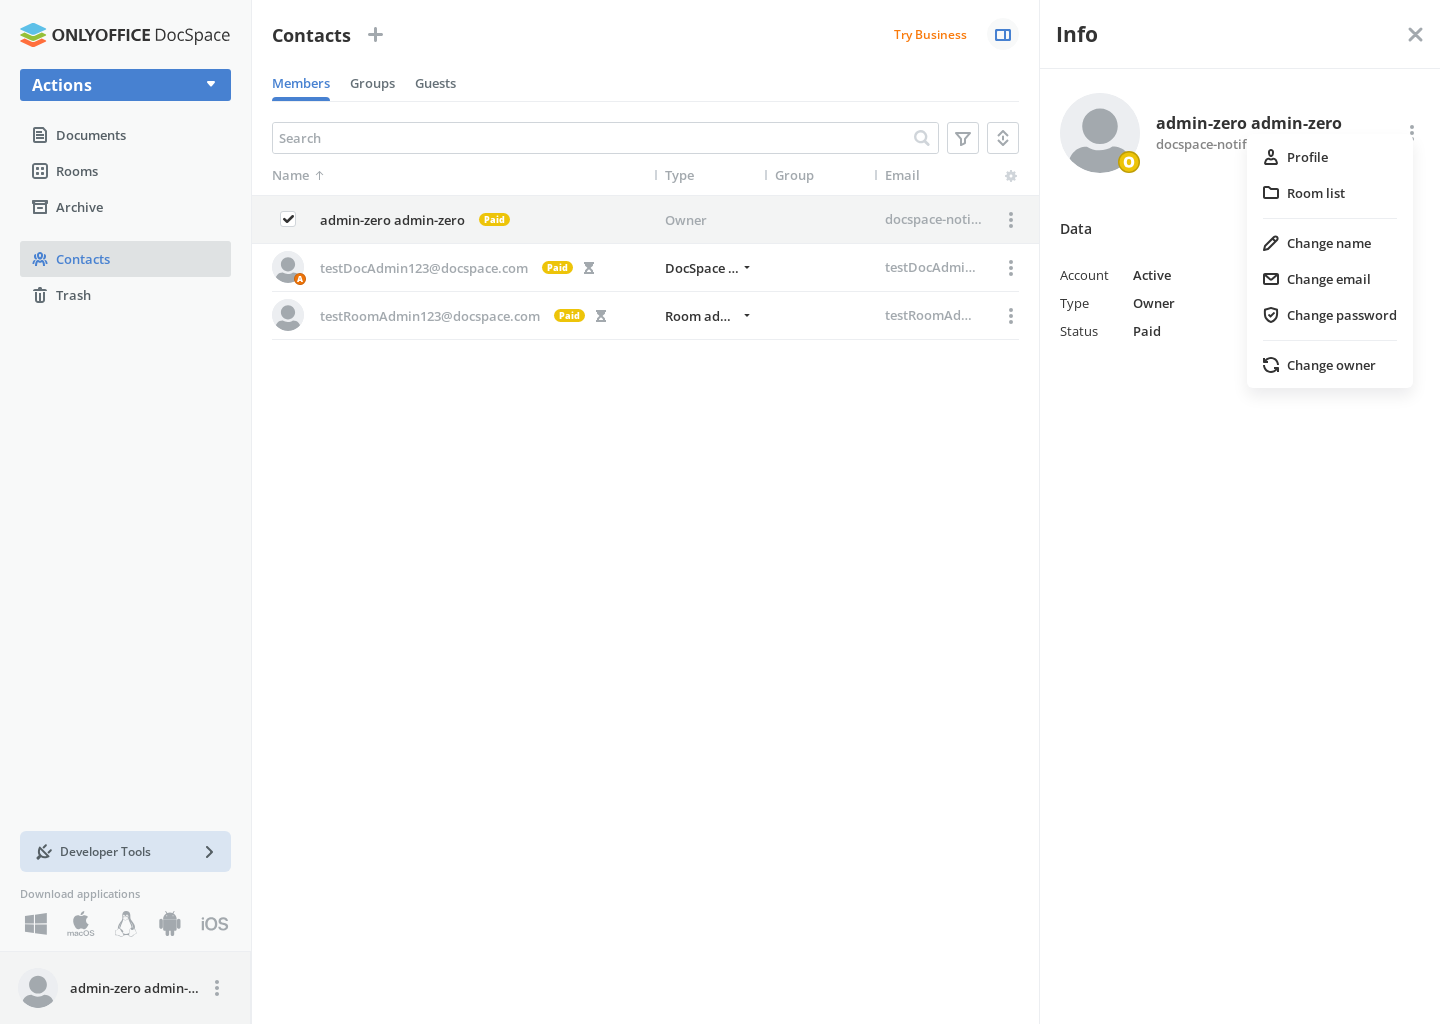 ONLYOFFICE DocSpace
Actions
Documents
Rooms
Archive
Contacts
Trash
Developer Tools
Download applications
macOS
iOS
admin-zero admin-...
Contacts
Try Business
Members Groups Guests
Search
Name Type Group Email
admin-zero admin-zero Paid Owner docspace-noti...
A
testDocAdmin123@docspace.com Paid DocSpace ... testDocAdmi...
testRoomAdmin123@docspace.com Paid Room ad... testRoomAd...
Info
admin-zero admin-zero
docspace-notif
O
Data
Account Active
Type Owner
Status Paid
Profile
Room list
Change name
Change email
Change password
Change owner